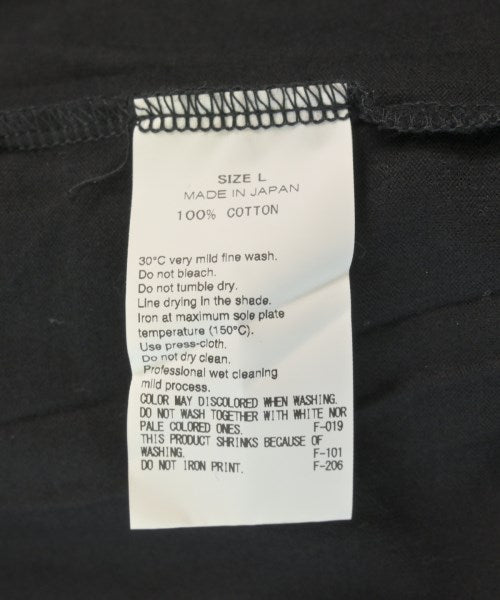 SIZE L
MADE IN JAPAN
100% COTTON
30°C very mild fine wash.
Do not bleach.
Do not tumble dry.
Line drying in the shade.
Iron at maximum sole plate
temperature (150°C).
Use press-cloth.
Do not dry clean.
Professional wet cleaning
mild process.
COLOR MAY DISCOLORED WHEN WASHING.
DO NOT WASH TOGETHER WITH WHITE NOR
PALE COLORED ONES. F-019
THIS PRODUCT SHRINKS BECAUSE OF
WASHING. F-101
DO NOT IRON PRINT. F-206